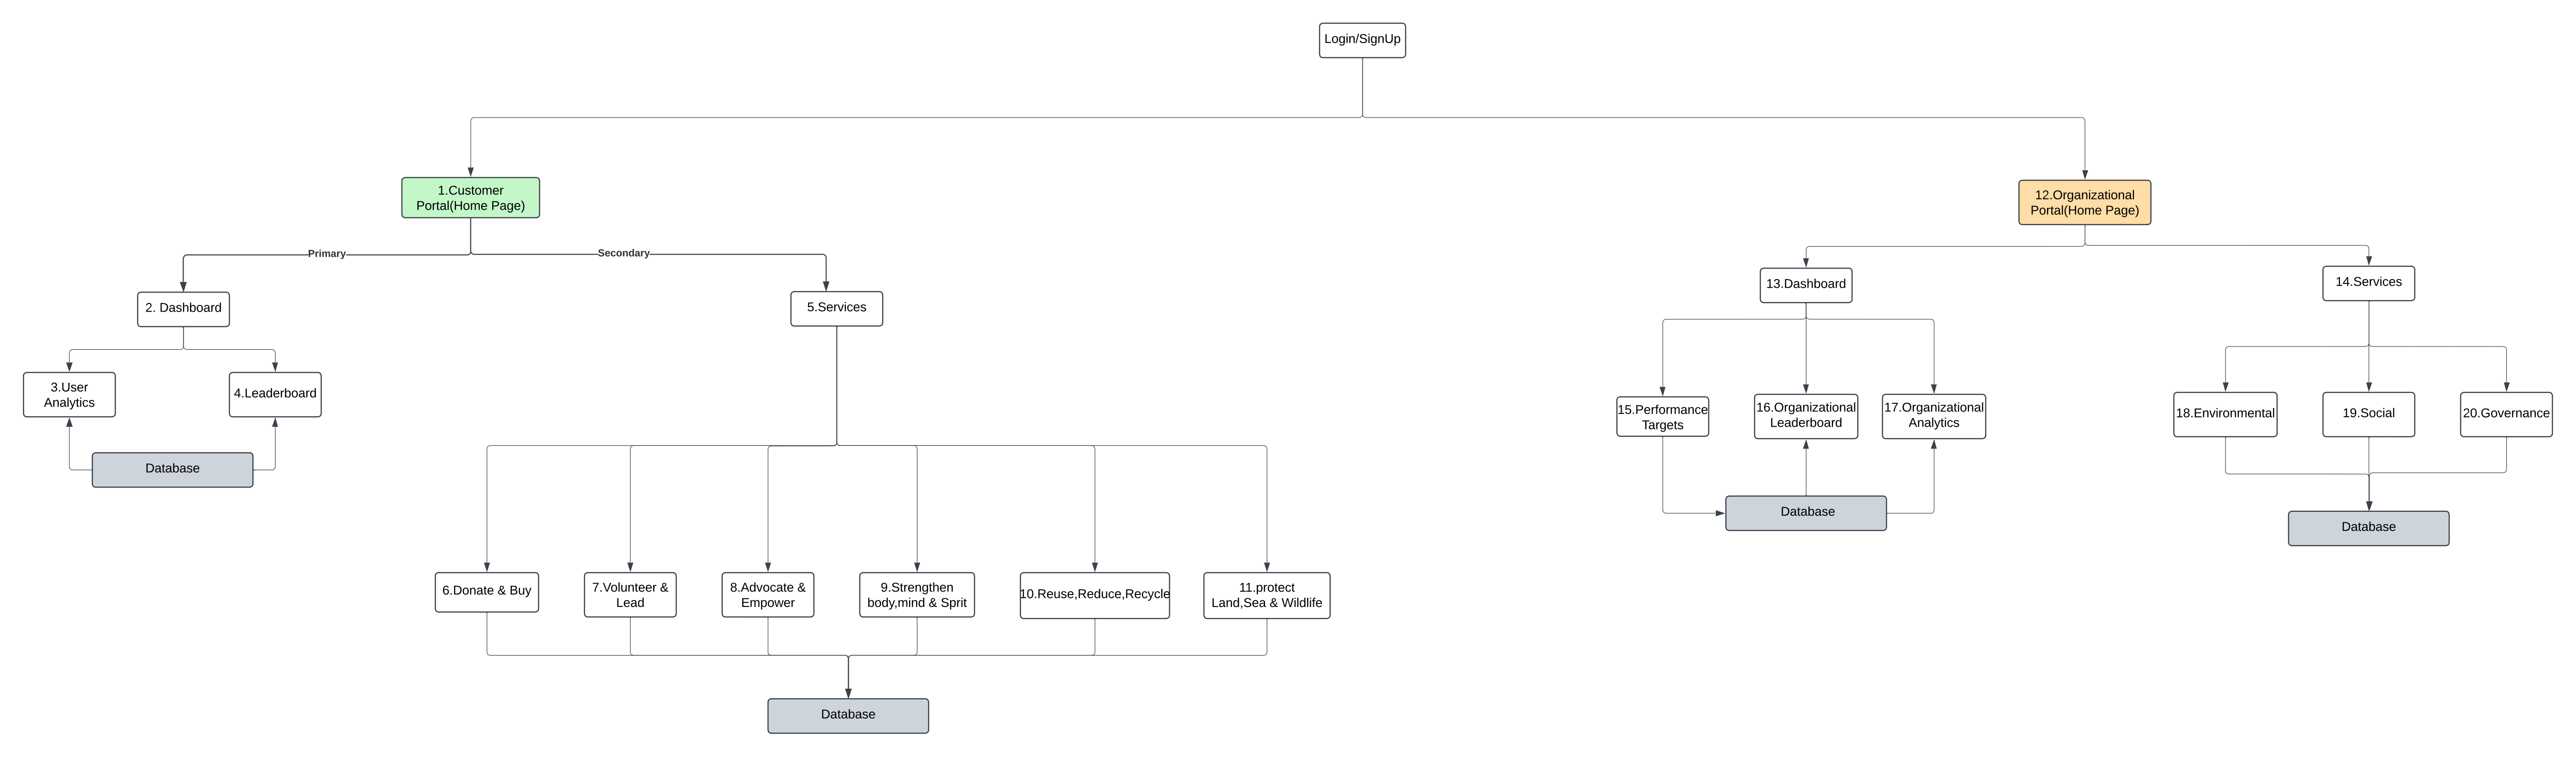 Login/SignUp
1.Customer
Portal(Home Page)
12.Organizational
Portal(Home Page)
Primary
Secondary
2. Dashboard
5.Services
13.Dashboard
14.Services
3.User
Analytics
4.Leaderboard
15.Performance
Targets
16.Organizational
Leaderboard
17.Organizational
Analytics
18.Environmental
19.Social
20.Governance
Database
Database
Database
6.Donate & Buy
7.Volunteer &
Lead
8.Advocate &
Empower
9.Strengthen
body,mind & Sprit
10.Reuse,Reduce,Recycle
11.protect
Land,Sea & Wildlife
Database